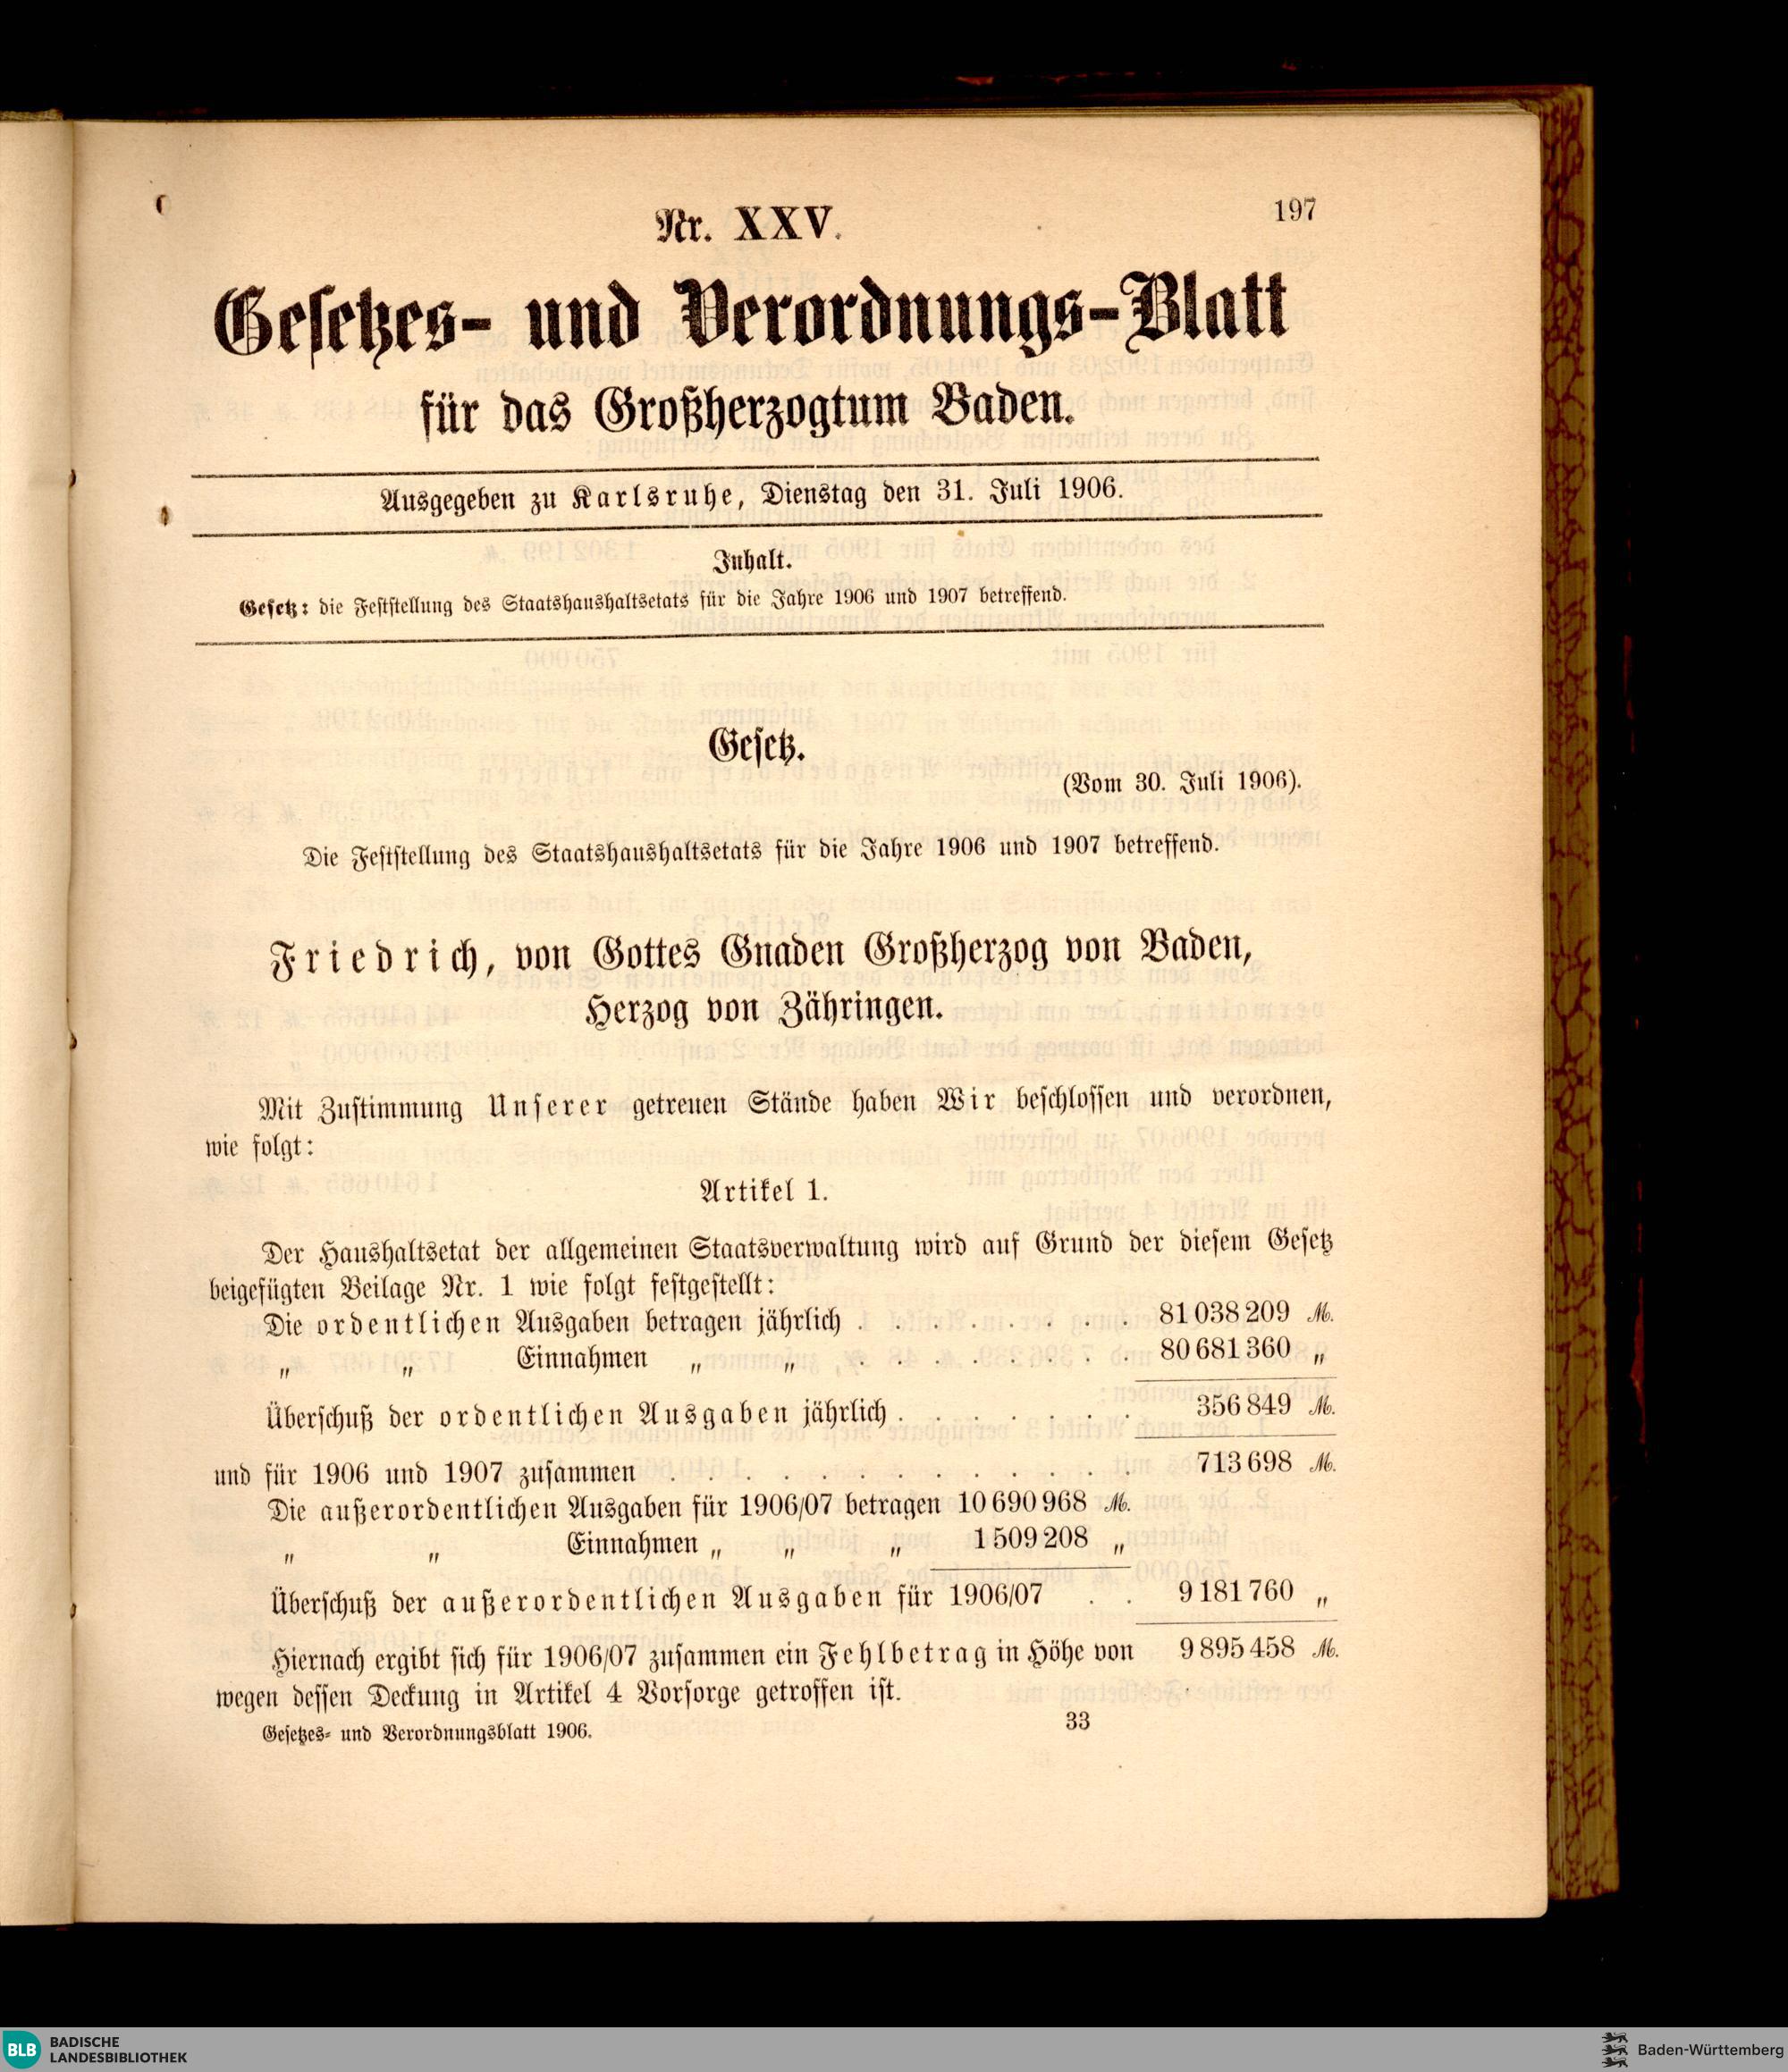 Nr. XXV.
197
Gesetzes- und Verordnungs-Blatt
für das Großherzogtum Baden.
Ausgegeben zu Karlsruhe, Dienstag den 31. Juli 1906.
Inhalt.
Gesetz: die Feststellung des Staatshaushaltsetats für die Jahre 1906 und 1907 betreffend.
Gesetz.
(Vom 30. Juli 1906).
Die Feststellung des Staatshaushaltsetats für die Jahre 1906 und 1907 betreffend.
Friedrich, von Gottes Gnaden Großherzog von Baden,
Herzog von Zähringen.
Mit Zustimmung Unserer getreuen Stände haben Wir beschlossen und verordnen,
wie folgt:
Artikel 1.
Der Haushaltsetat der allgemeinen Staatsverwaltung wird auf Grund der diesem Gesetz
beigefügten Beilage Nr. 1 wie folgt festgestellt:
Die ordentlichen Ausgaben betragen jährlich . . . . . . . . 81 038 209 M.
„ „ Einnahmen „ „ . . . . . . . . 80 681 360 „
Überschuß der ordentlichen Ausgaben jährlich . . . . . . . 356 849 M.
und für 1906 und 1907 zusammen . . . . . . . . . . . . . 713 698 M.
Die außerordentlichen Ausgaben für 1906/07 betragen 10 690 968 M.
„ „ Einnahmen „ „ „ 1 509 208 „
Überschuß der außerordentlichen Ausgaben für 1906/07 . . 9 181 760 „
Hiernach ergibt sich für 1906/07 zusammen ein Fehlbetrag in Höhe von 9 895 458 M.
wegen dessen Deckung in Artikel 4 Vorsorge getroffen ist.
Gesetzes- und Verordnungsblatt 1906. 33
BLB BADISCHE
LANDESBIBLIOTHEK
Baden-Württemberg